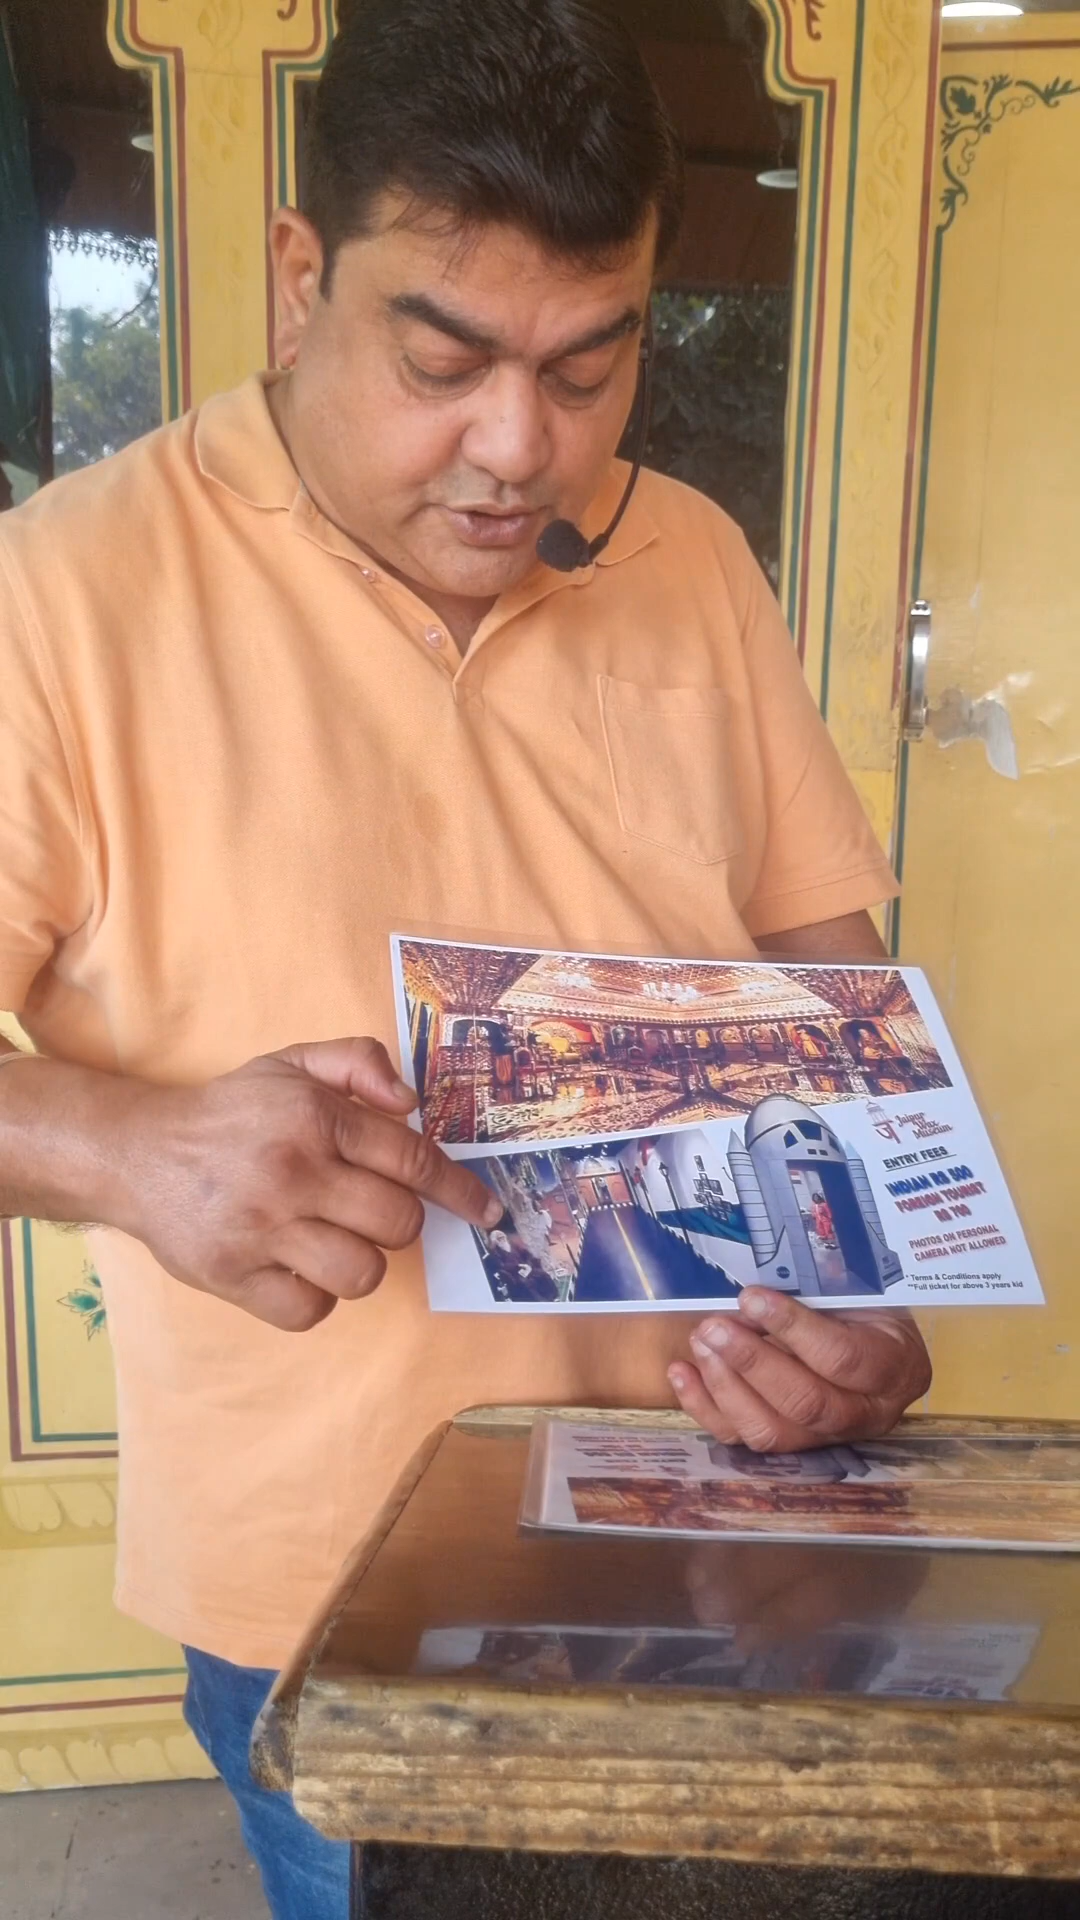 Jaipur
Wax
Museum
ENTRY FEES
INDIAN RS 500
FOREIGN TOURIST
RS 700
PHOTOS ON PERSONAL
CAMERA NOT ALLOWED
* Terms & Conditions apply
**Full ticket for above 3 years kid